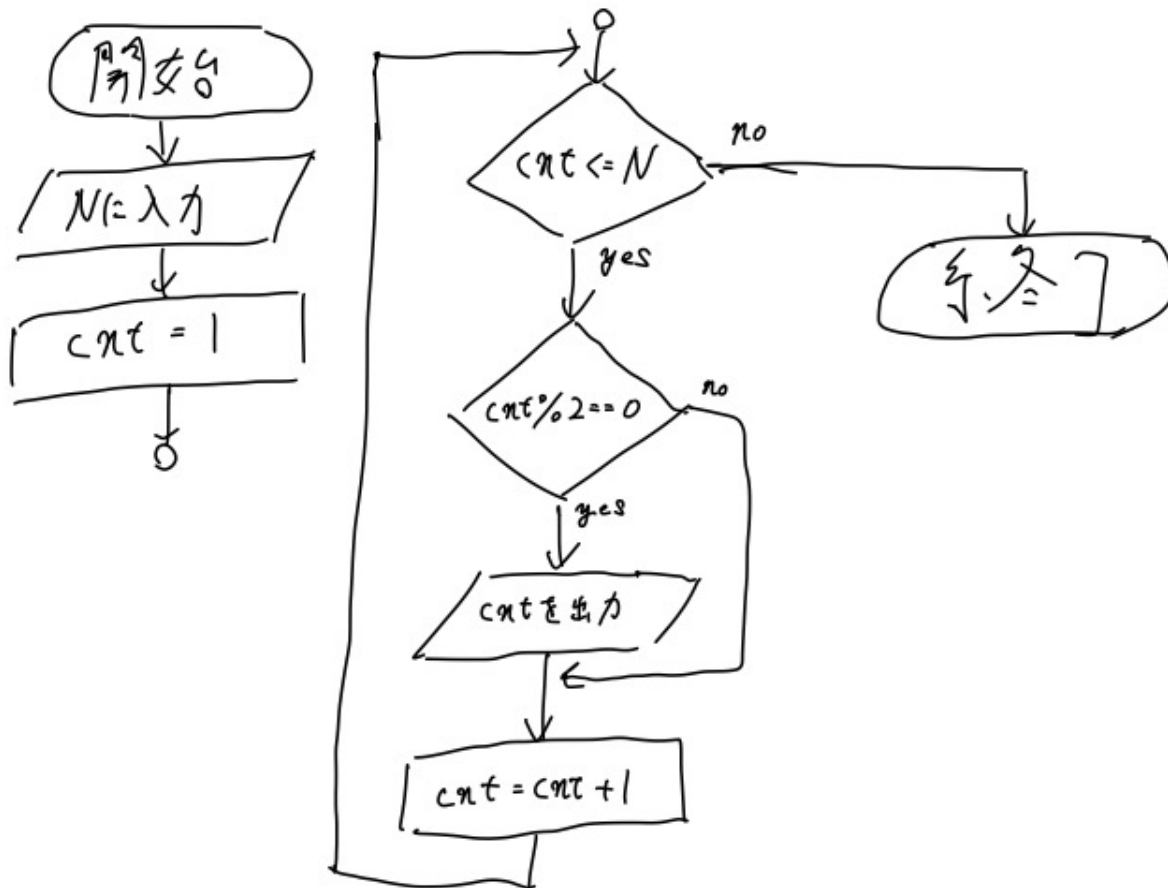 開始
Nに入力
cnt = 1
cnt <= N
no
yes
終了
cnt%2==0
no
yes
cntを出力
cnt = cnt + 1